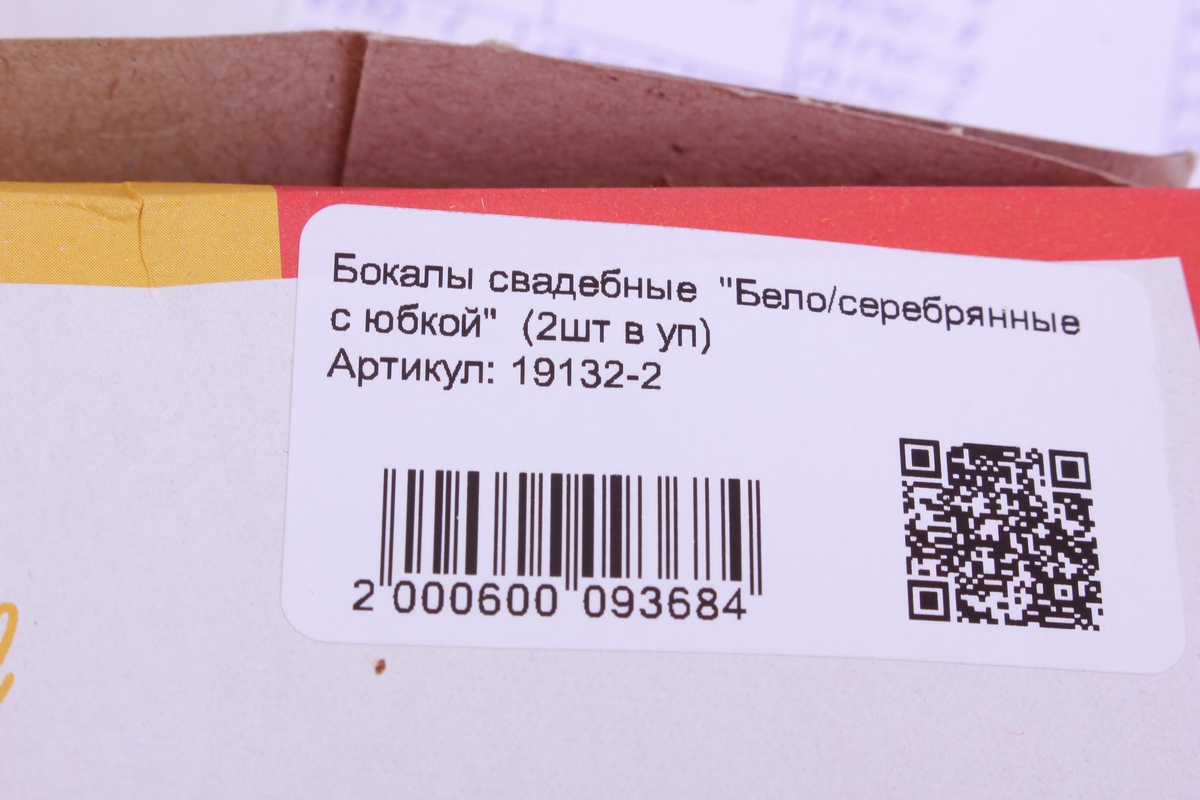 Бокалы свадебные "Бело/серебрянные
с юбкой" (2шт в уп)
Артикул: 19132-2
2 000600 093684